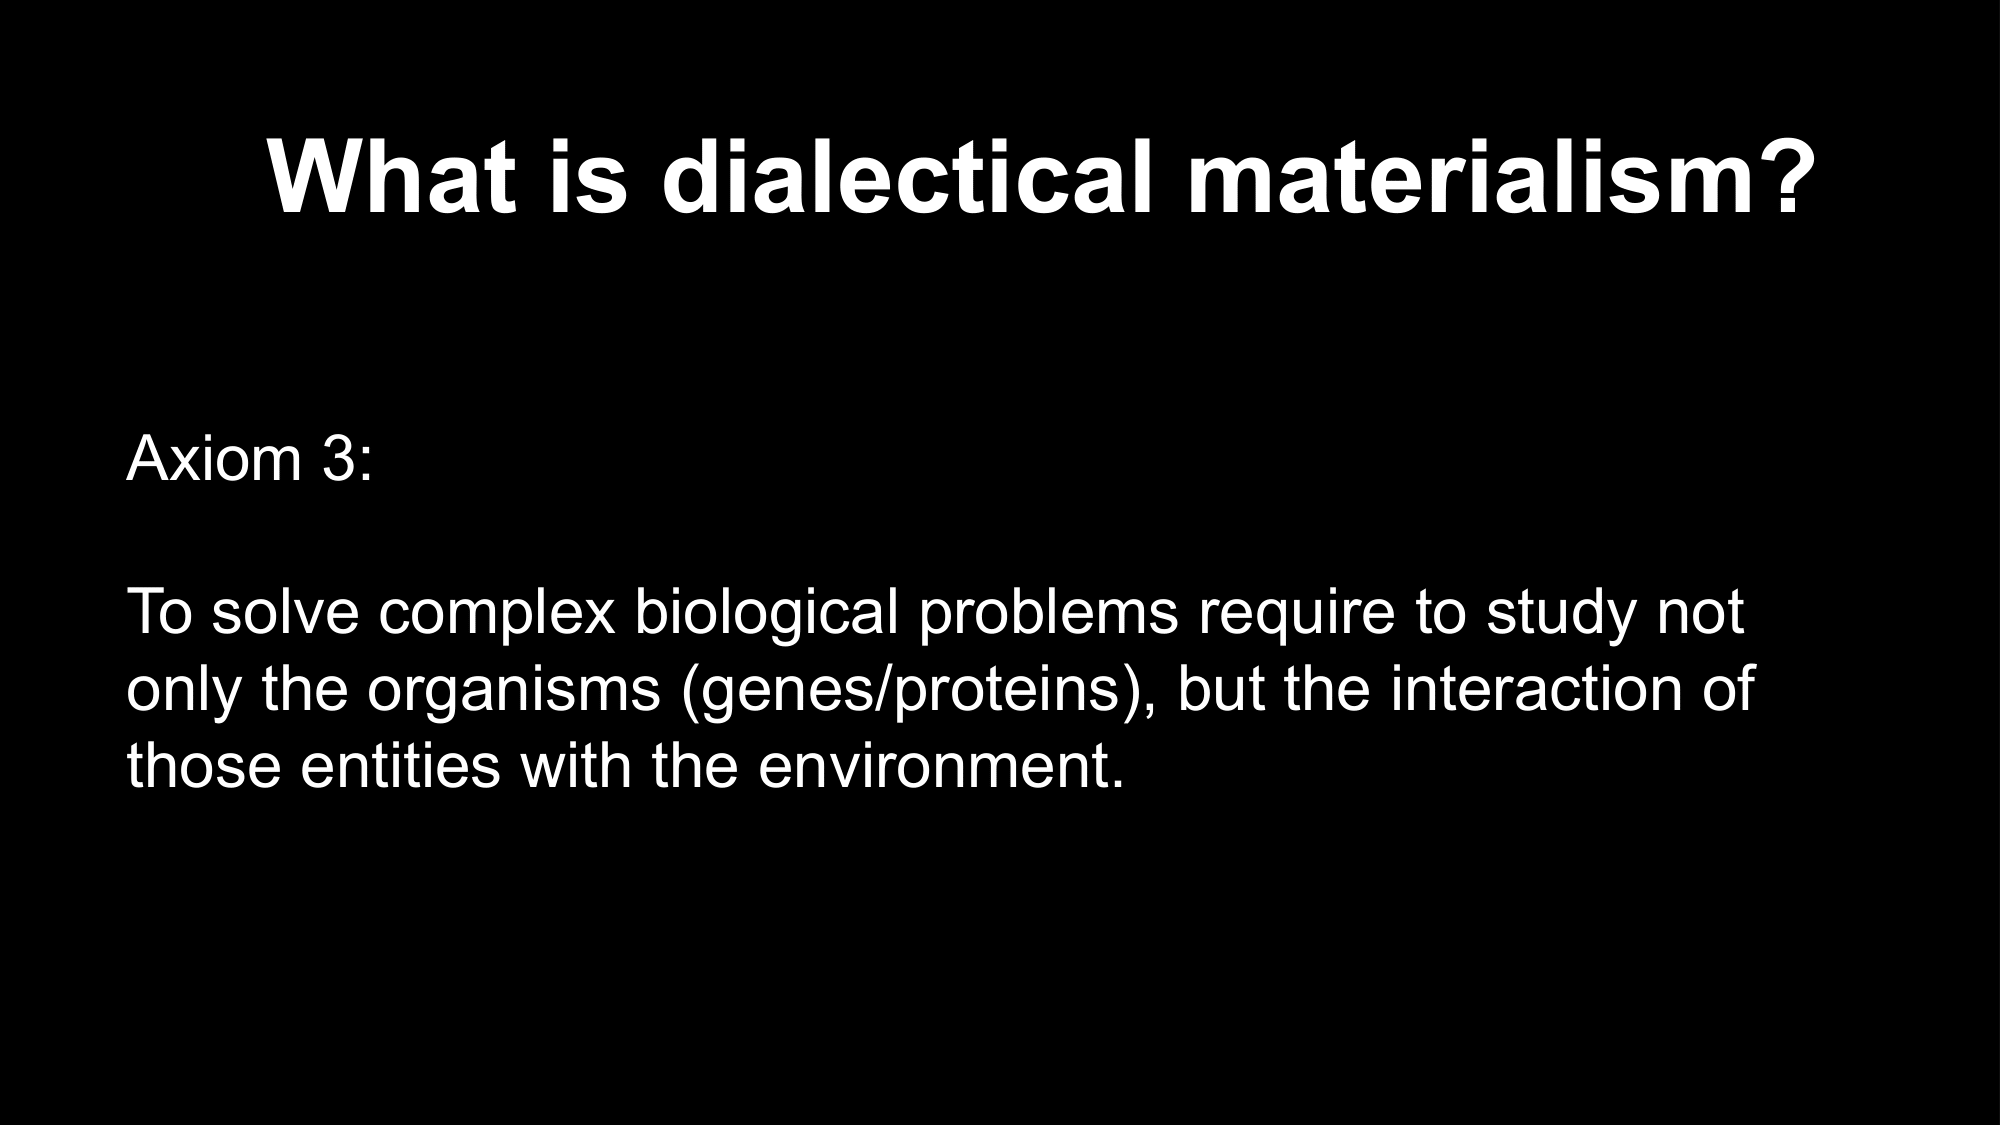 What is dialectical materialism?
Axiom 3:
To solve complex biological problems require to study not
only the organisms (genes/proteins), but the interaction of
those entities with the environment.